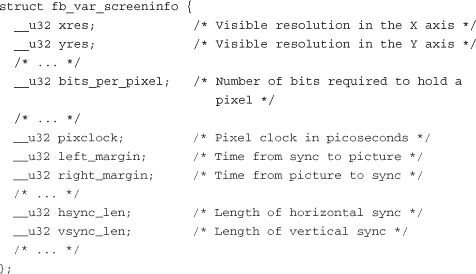 struct fb_var_screeninfo {
__u32 xres; /* Visible resolution in the X axis */
__u32 yres; /* Visible resolution in the Y axis */
/* ... */
__u32 bits_per_pixel; /* Number of bits required to hold a
pixel */
/* ... */
__u32 pixclock; /* Pixel clock in picoseconds */
__u32 left_margin; /* Time from sync to picture */
__u32 right_margin; /* Time from picture to sync */
/* ... */
__u32 hsync_len; /* Length of horizontal sync */
__u32 vsync_len; /* Length of vertical sync */
/* ... */
};